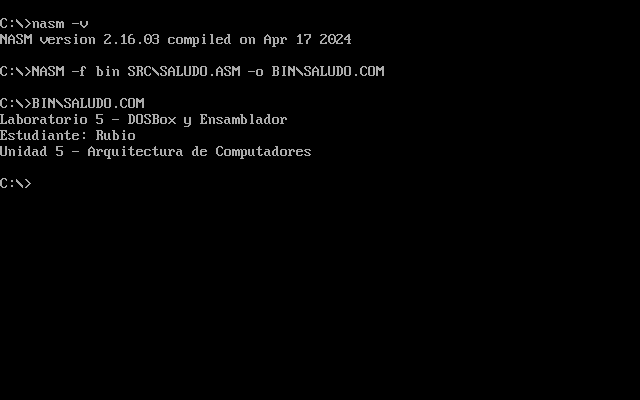 C:\>nasm -v
NASM version 2.16.03 compiled on Apr 17 2024
C:\>NASM -f bin SRC\SALUDO.ASM -o BIN\SALUDO.COM
C:\>BIN\SALUDO.COM
Laboratorio 5 - DOSBox y Ensamblador
Estudiante: Rubio
Unidad 5 - Arquitectura de Computadores
C:\>